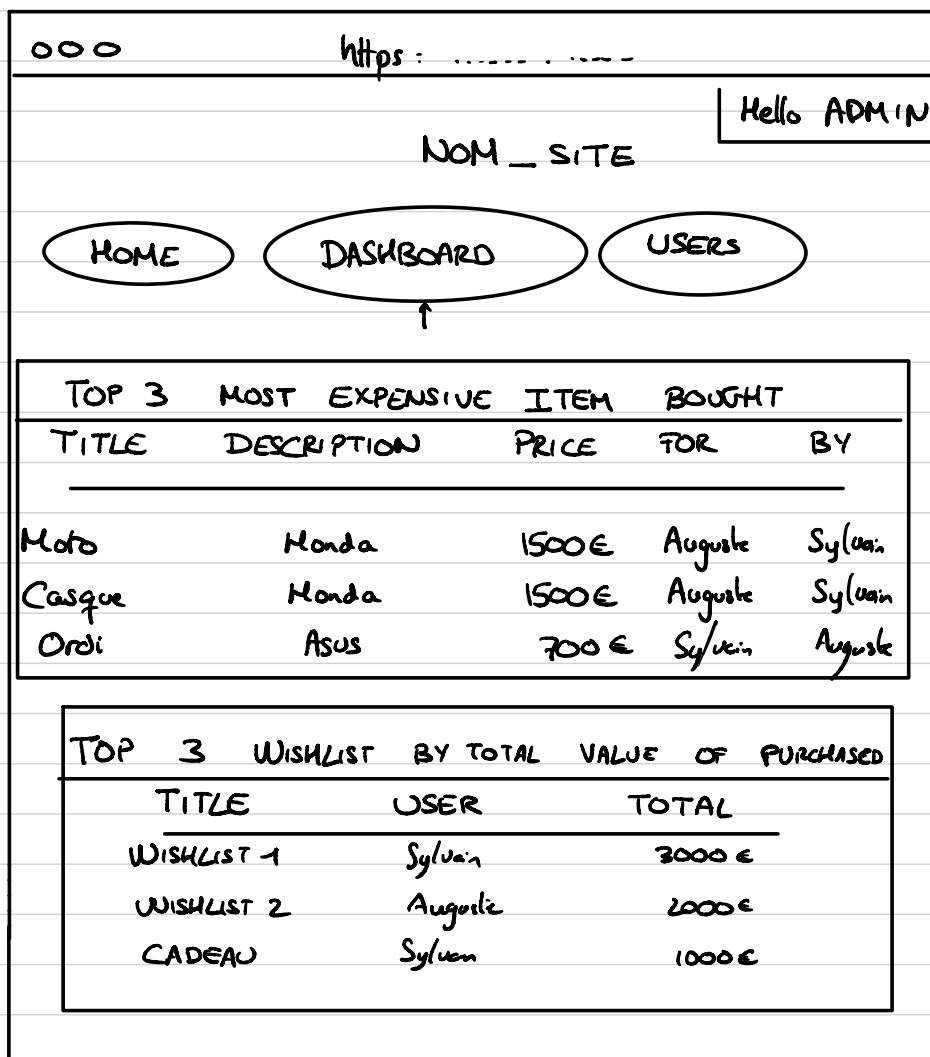 https : ...... . .....
Hello ADMIN
NOM_SITE
HOME DASHBOARD USERS
TOP 3 MOST EXPENSIVE ITEM BOUGHT
TITLE DESCRIPTION PRICE FOR BY
Moto Honda 1500€ Auguste Sylvain
Casque Honda 1500€ Auguste Sylvain
Ordi Asus 700€ Sylvain Auguste
TOP 3 WISHLIST BY TOTAL VALUE OF PURCHASED
TITLE USER TOTAL
WISHLIST 1 Sylvain 3000€
WISHLIST 2 Auguste 2000€
CADEAU Sylvain 1000€